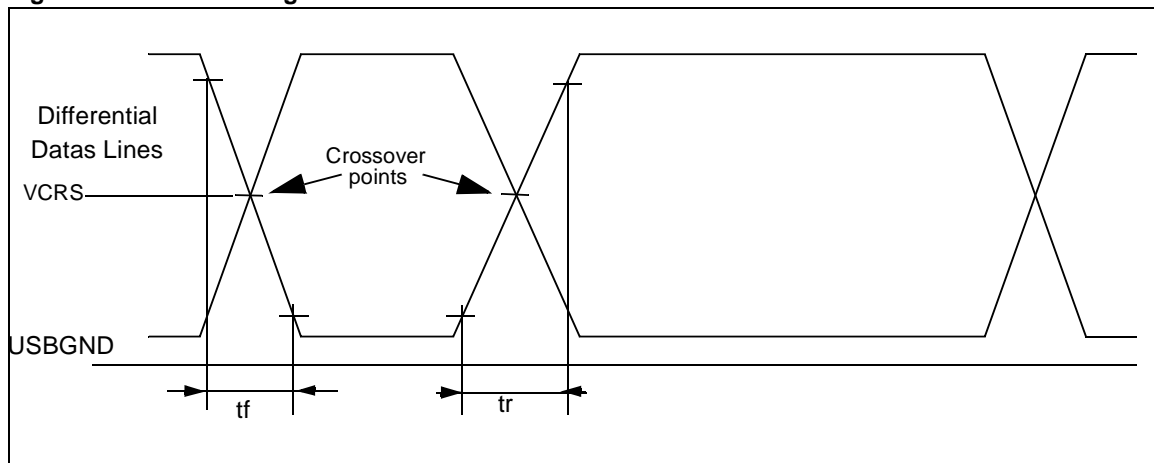 Differential
Datas Lines
Crossover
points
VCRS
USBGND
tf
tr